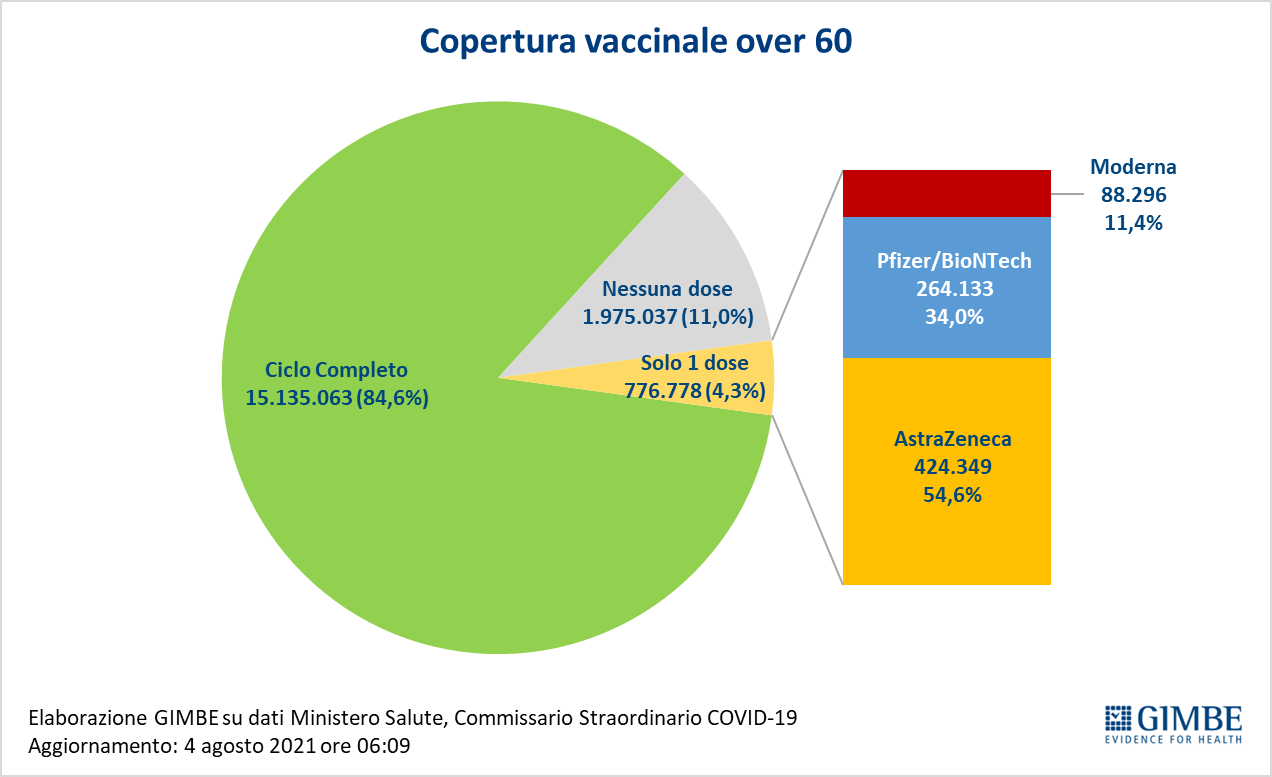 Copertura vaccinale over 60
Moderna
88.296
11,4%
Pfizer/BioNTech
264.133
34,0%
Nessuna dose
1.975.037 (11,0%)
Solo 1 dose
776.778 (4,3%)
Ciclo Completo
15.135.063 (84,6%)
AstraZeneca
424.349
54,6%
Elaborazione GIMBE su dati Ministero Salute, Commissario Straordinario COVID-19
Aggiornamento: 4 agosto 2021 ore 06:09
GIMBE
EVIDENCE FOR HEALTH